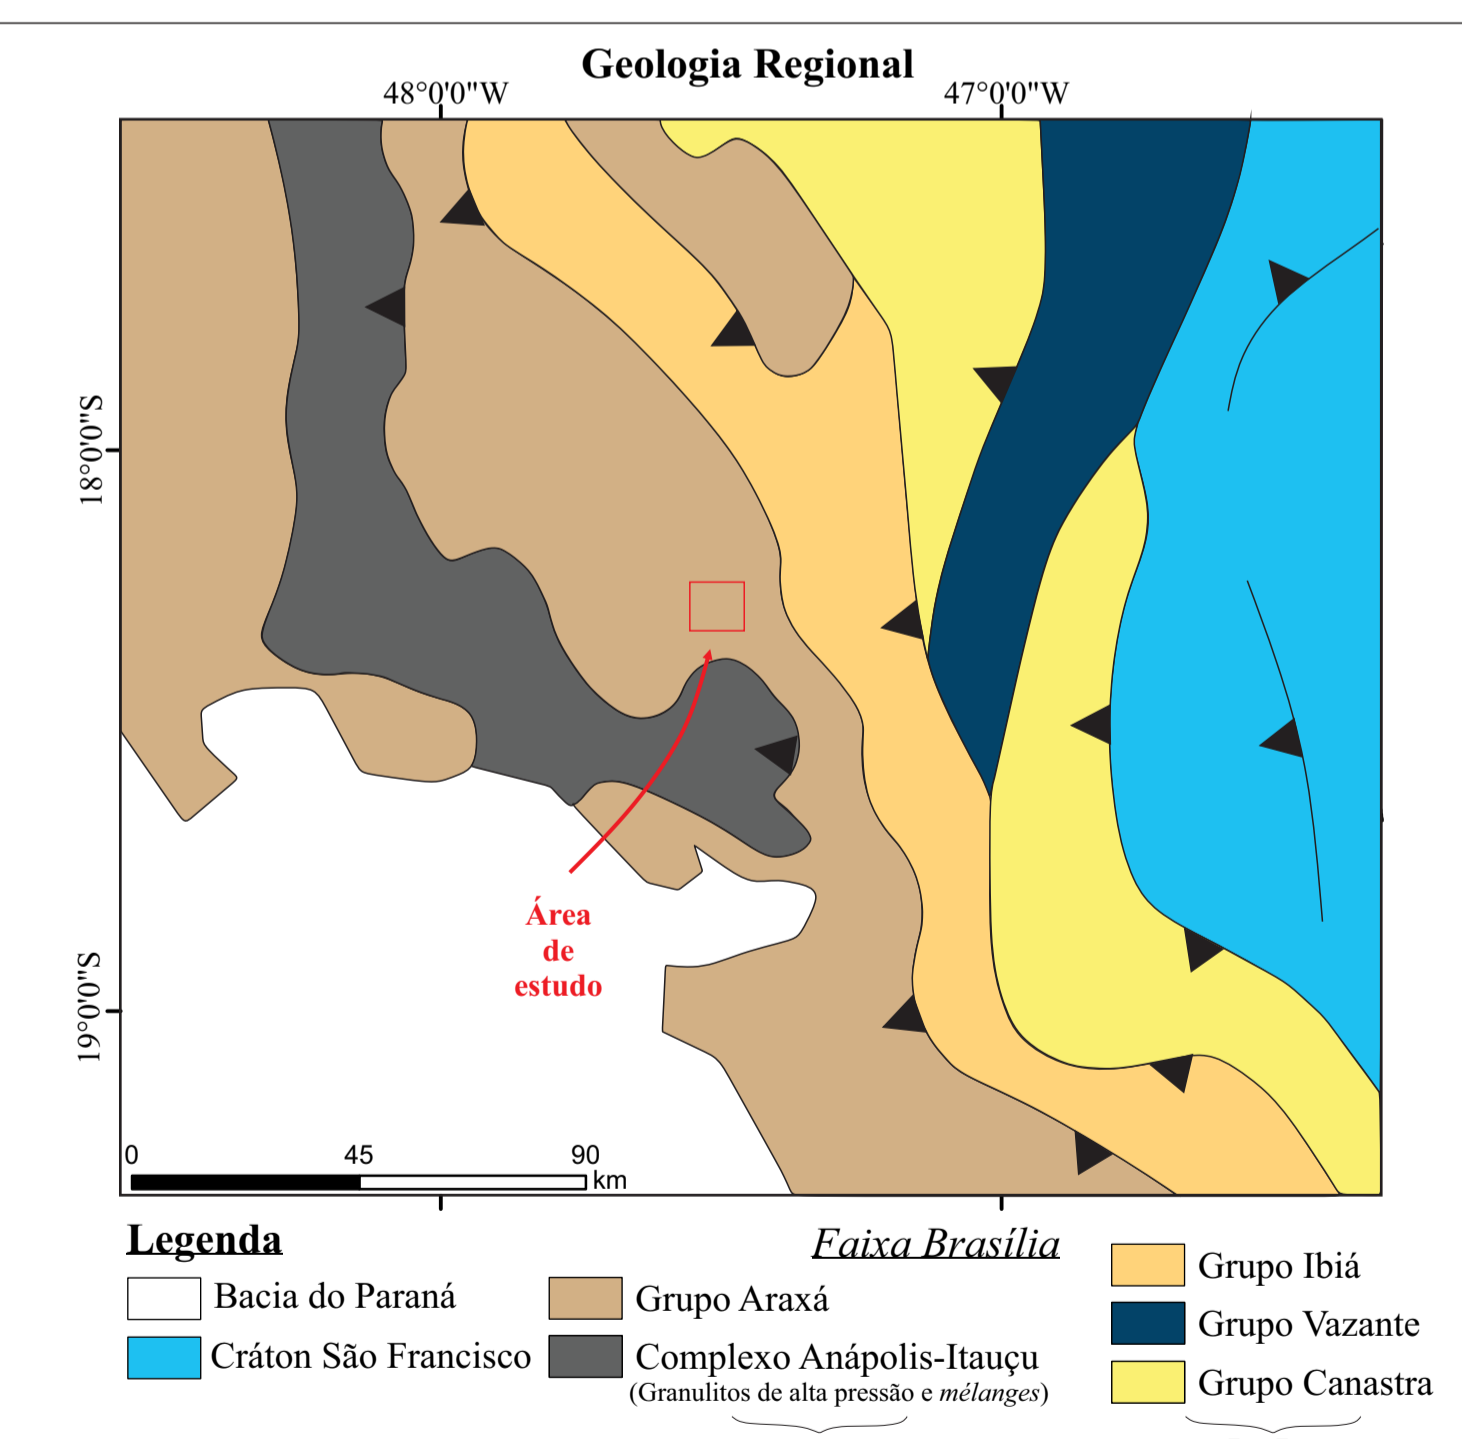 Geologia Regional
48°0'0"W
47°0'0"W
18°0'0"S
19°0'0"S
Área
de
estudo
0 45 90
km
Legenda
Faixa Brasília
Bacia do Paraná
Cráton São Francisco
Grupo Araxá
Complexo Anápolis-Itauçu
(Granulitos de alta pressão e mélanges)
Grupo Ibiá
Grupo Vazante
Grupo Canastra